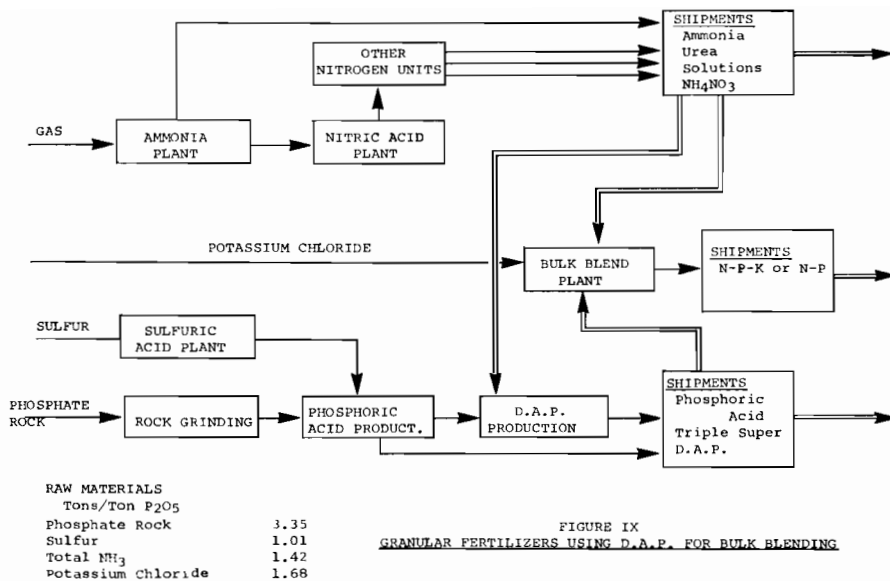 SHIPMENTS
Ammonia
Urea
Solutions
NH4NO3
OTHER
NITROGEN UNITS
GAS
AMMONIA
PLANT
NITRIC ACID
PLANT
POTASSIUM CHLORIDE
BULK BLEND
PLANT
SHIPMENTS
N-P-K or N-P
SULFUR
SULFURIC
ACID PLANT
PHOSPHATE
ROCK
ROCK GRINDING
PHOSPHORIC
ACID PRODUCT.
D.A.P.
PRODUCTION
SHIPMENTS
Phosphoric
Acid
Triple Super
D.A.P.
RAW MATERIALS
Tons/Ton P2O5
Phosphate Rock 3.35
Sulfur 1.01
Total NH3 1.42
Potassium Chloride 1.68
FIGURE IX
GRANULAR FERTILIZERS USING D.A.P. FOR BULK BLENDING